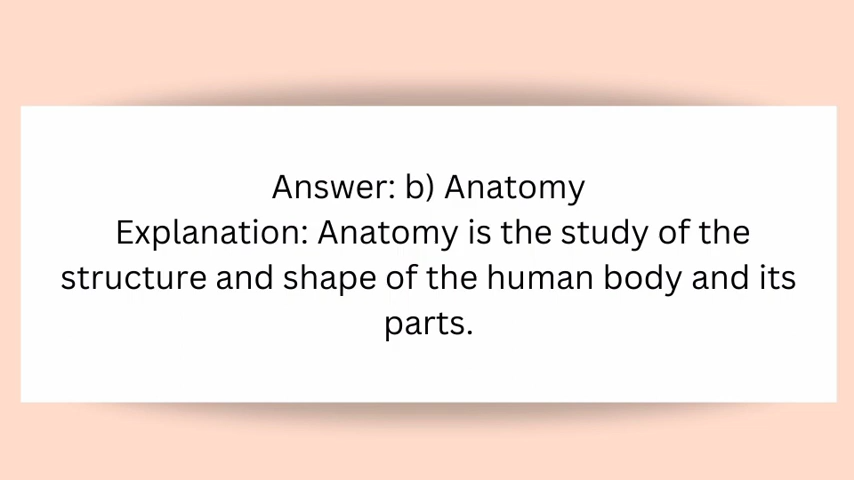 Answer: b) Anatomy
Explanation: Anatomy is the study of the
structure and shape of the human body and its
parts.